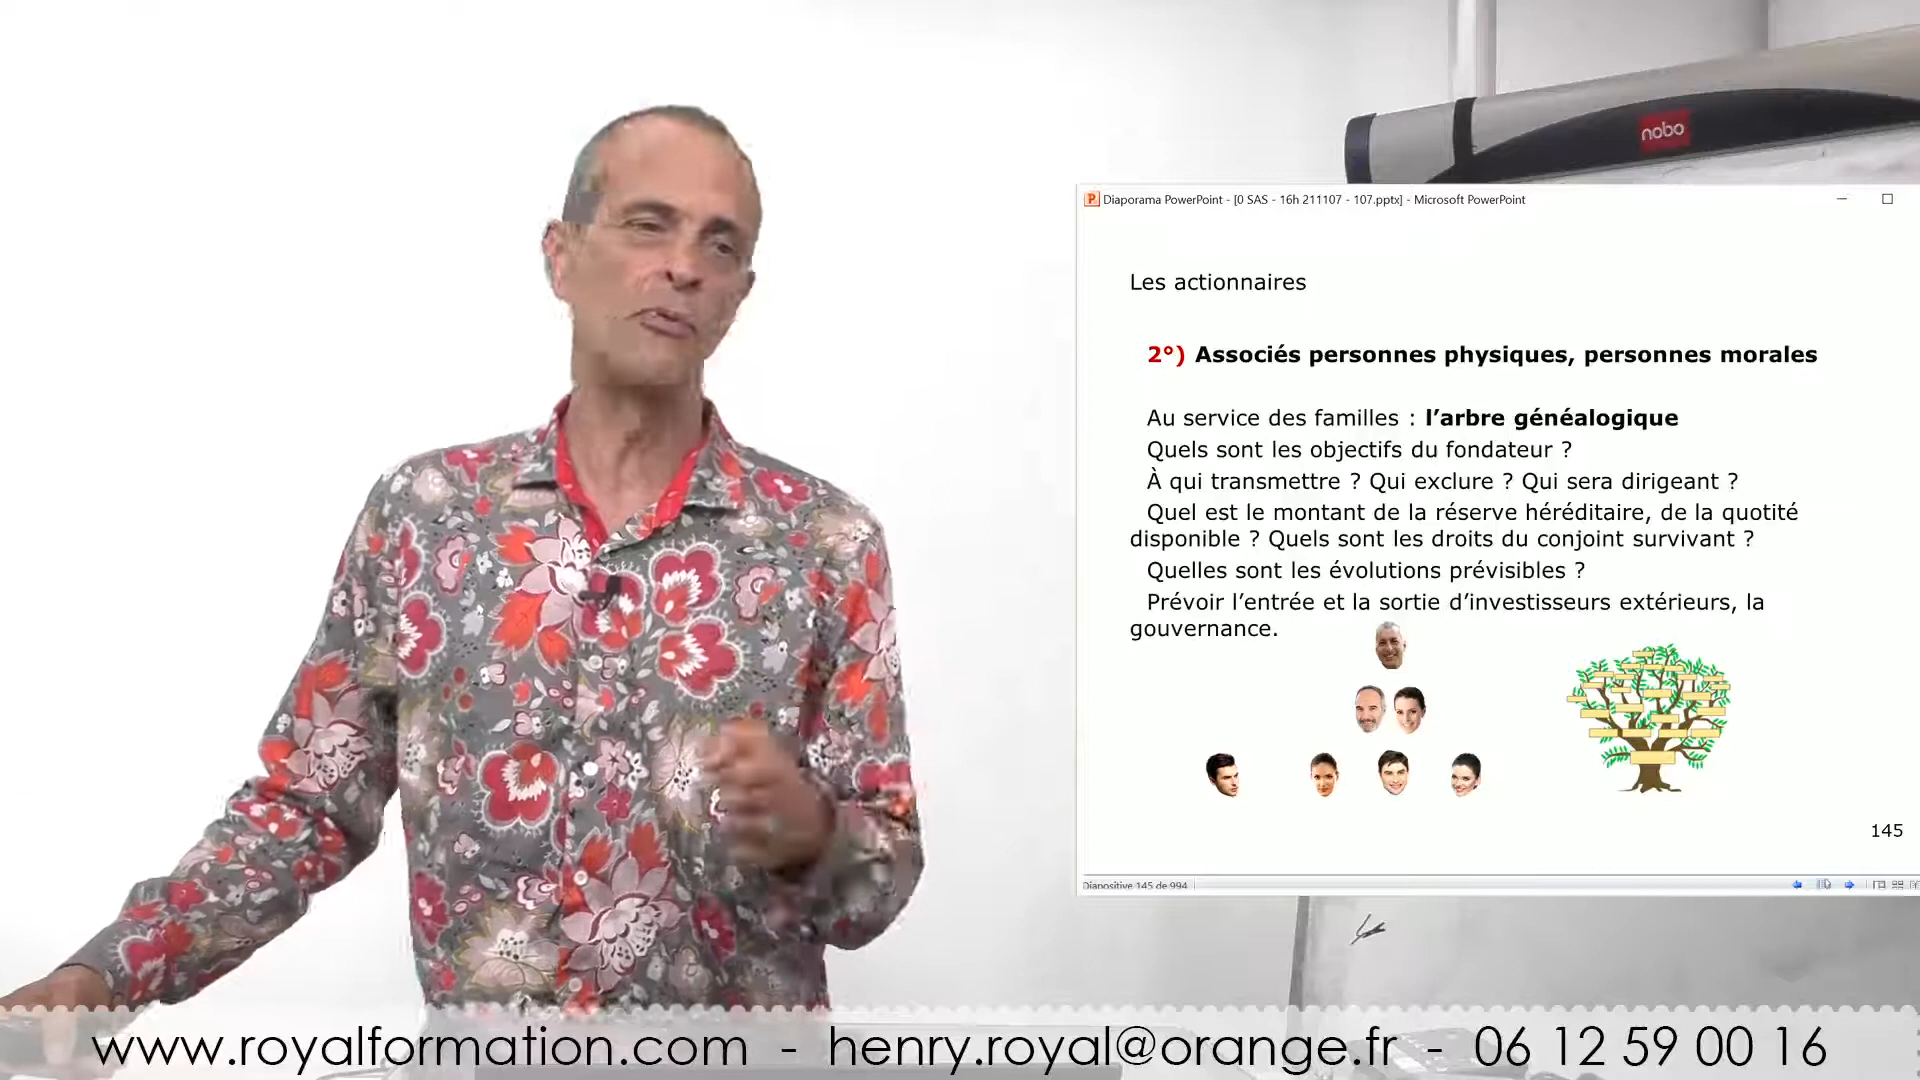 nobo
Diaporama PowerPoint - [0 SAS - 16h 211107 - 107.pptx] - Microsoft PowerPoint
Les actionnaires
2°) Associés personnes physiques, personnes morales
Au service des familles : l’arbre généalogique
Quels sont les objectifs du fondateur ?
À qui transmettre ? Qui exclure ? Qui sera dirigeant ?
Quel est le montant de la réserve héréditaire, de la quotité
disponible ? Quels sont les droits du conjoint survivant ?
Quelles sont les évolutions prévisibles ?
Prévoir l’entrée et la sortie d’investisseurs extérieurs, la
gouvernance.
145
Diapositive 145 de 994
www.royalformation.com - henry.royal@orange.fr - 06 12 59 00 16